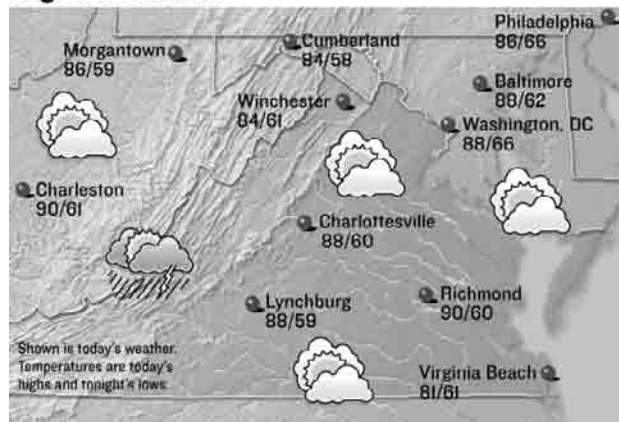 Philadelphia
86/66
Morgantown
86/59
Cumberland
84/58
Baltimore
88/62
Winchester
84/61
Washington, DC
88/66
Charleston
90/61
Charlottesville
88/60
Lynchburg
88/59
Richmond
90/60
Shown is today's weather.
Temperatures are today's
highs and tonight's lows.
Virginia Beach
81/61